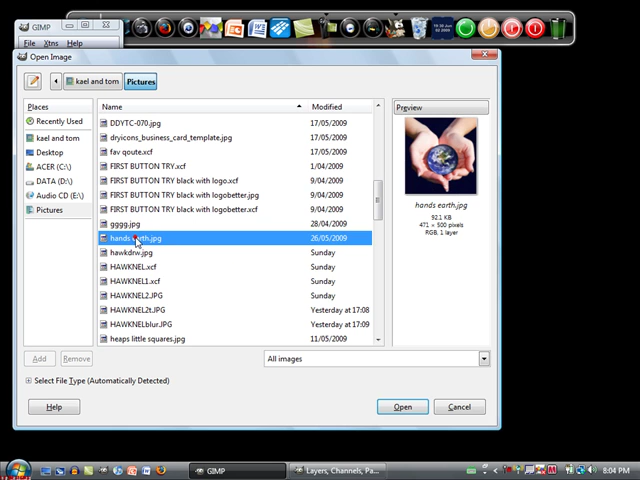 GIMP
File Xtns Help
Open Image
kael and tom Pictures
Places
Recently Used
kael and tom
Desktop
ACER (C:)
DATA (D:)
Audio CD (E:)
Pictures
Name Modified
DDYTC-070.jpg 17/05/2009
dryicons_business_card_template.jpg 17/05/2009
fav qoute.xcf 17/05/2009
FIRST BUTTON TRY.xcf 1/04/2009
FIRST BUTTON TRY black with logo.xcf 9/04/2009
FIRST BUTTON TRY black with logobetter.jpg 9/04/2009
FIRST BUTTON TRY black with logobetter.xcf 9/04/2009
gggg.jpg 28/04/2009
hands earth.jpg 26/05/2009
hawkdrw.jpg Sunday
HAWKNEL.xcf Sunday
HAWKNEL1.xcf Sunday
HAWKNEL2.JPG Sunday
HAWKNEL2t.JPG Yesterday at 17:08
HAWKNELblur.JPG Yesterday at 17:09
heaps little squares.jpg 11/05/2009
Preview
hands earth.jpg
92.1 KB
471 × 500 pixels
RGB, 1 layer
Add Remove
All images
Select File Type (Automatically Detected)
Help Open Cancel
GIMP Layers, Channels, Pa... 8:04 PM